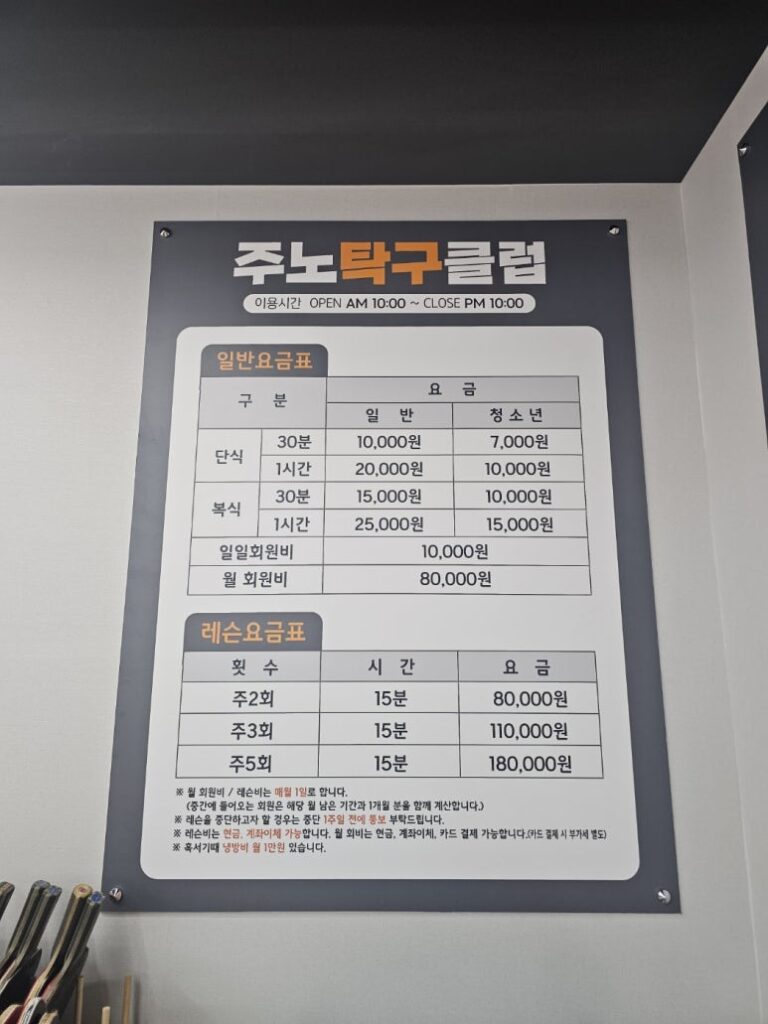 주노탁구클럽
이용시간 OPEN AM 10:00 ~ CLOSE PM 10:00
일반요금표
구 분 요 금
일 반 청소년
단식 30분 10,000원 7,000원
1시간 20,000원 10,000원
복식 30분 15,000원 10,000원
1시간 25,000원 15,000원
일일회원비 10,000원
월 회원비 80,000원
레슨요금표
횟 수 시 간 요 금
주2회 15분 80,000원
주3회 15분 110,000원
주5회 15분 180,000원
※ 월 회원비 / 레슨비는 매월 1일로 합니다.
(중간에 들어오는 회원은 해당 월 남은 기간과 1개월 분을 함께 계산합니다.)
※ 레슨을 중단하고자 할 경우는 중단 1주일 전에 통보 부탁드립니다.
※ 레슨비는 현금, 계좌이체 가능합니다. 월 회비는 현금, 계좌이체, 카드 결제 가능합니다.(카드 결제 시 부가세 별도)
※ 혹서기때 냉방비 월 1만원 있습니다.